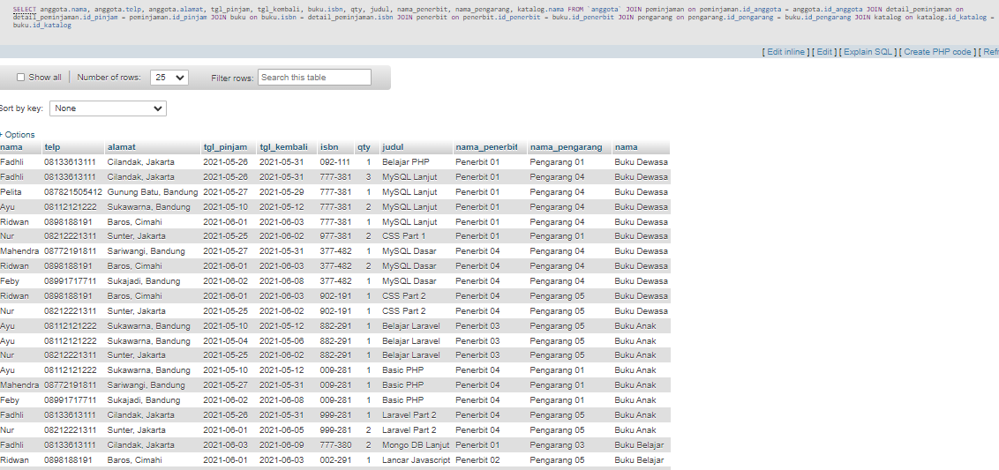 SELECT anggota.nama, anggota.telp, anggota.alamat, tgl_pinjam, tgl_kembali, buku.isbn, qty, judul, nama_penerbit, nama_pengarang, katalog.nama FROM `anggota` JOIN peminjaman on peminjaman.id_anggota = anggota.id_anggota JOIN detail_peminjaman on
detail_peminjaman.id_pinjam = peminjaman.id_pinjam JOIN buku on buku.isbn = detail_peminjaman.isbn JOIN penerbit on penerbit.id_penerbit = buku.id_penerbit JOIN pengarang on pengarang.id_pengarang = buku.id_pengarang JOIN katalog on katalog.id_katalog =
buku.id_katalog
[ Edit inline ] [ Edit ] [ Explain SQL ] [ Create PHP code ] [ Refr
Show all Number of rows: 25 Filter rows: Search this table
Sort by key: None
+ Options
nama telp alamat tgl_pinjam tgl_kembali isbn qty judul nama_penerbit nama_pengarang nama
Fadhli 08133613111 Cilandak, Jakarta 2021-05-26 2021-05-31 092-111 1 Belajar PHP Penerbit 01 Pengarang 01 Buku Dewasa
Fadhli 08133613111 Cilandak, Jakarta 2021-05-26 2021-05-31 777-381 3 MySQL Lanjut Penerbit 01 Pengarang 04 Buku Dewasa
Pelita 087821505412 Gunung Batu, Bandung 2021-05-27 2021-05-29 777-381 1 MySQL Lanjut Penerbit 01 Pengarang 04 Buku Dewasa
Ayu 08112121222 Sukawarna, Bandung 2021-05-10 2021-05-12 777-381 2 MySQL Lanjut Penerbit 01 Pengarang 04 Buku Dewasa
Ridwan 0898188191 Baros, Cimahi 2021-06-01 2021-06-03 777-381 1 MySQL Lanjut Penerbit 01 Pengarang 04 Buku Dewasa
Nur 08212221311 Sunter, Jakarta 2021-05-25 2021-06-02 977-381 2 CSS Part 1 Penerbit 01 Pengarang 01 Buku Dewasa
Mahendra 08772191811 Sariwangi, Bandung 2021-05-27 2021-05-31 377-482 1 MySQL Dasar Penerbit 04 Pengarang 04 Buku Dewasa
Ridwan 0898188191 Baros, Cimahi 2021-06-01 2021-06-03 377-482 2 MySQL Dasar Penerbit 04 Pengarang 04 Buku Dewasa
Feby 08991717711 Sukajadi, Bandung 2021-06-02 2021-06-08 377-482 1 MySQL Dasar Penerbit 04 Pengarang 04 Buku Dewasa
Ridwan 0898188191 Baros, Cimahi 2021-06-01 2021-06-03 902-191 1 CSS Part 2 Penerbit 04 Pengarang 05 Buku Dewasa
Nur 08212221311 Sunter, Jakarta 2021-05-25 2021-06-02 902-191 1 CSS Part 2 Penerbit 04 Pengarang 05 Buku Dewasa
Ayu 08112121222 Sukawarna, Bandung 2021-05-10 2021-05-12 882-291 1 Belajar Laravel Penerbit 03 Pengarang 05 Buku Anak
Ayu 08112121222 Sukawarna, Bandung 2021-05-04 2021-05-06 882-291 1 Belajar Laravel Penerbit 03 Pengarang 05 Buku Anak
Nur 08212221311 Sunter, Jakarta 2021-05-25 2021-06-02 882-291 1 Belajar Laravel Penerbit 03 Pengarang 05 Buku Anak
Ayu 08112121222 Sukawarna, Bandung 2021-05-10 2021-05-12 009-281 1 Basic PHP Penerbit 04 Pengarang 01 Buku Anak
Mahendra 08772191811 Sariwangi, Bandung 2021-05-27 2021-05-31 009-281 1 Basic PHP Penerbit 04 Pengarang 01 Buku Anak
Feby 08991717711 Sukajadi, Bandung 2021-06-02 2021-06-08 009-281 1 Basic PHP Penerbit 04 Pengarang 01 Buku Anak
Fadhli 08133613111 Cilandak, Jakarta 2021-05-26 2021-05-31 999-281 1 Laravel Part 2 Penerbit 04 Pengarang 05 Buku Anak
Nur 08212221311 Sunter, Jakarta 2021-06-01 2021-06-05 999-281 2 Laravel Part 2 Penerbit 04 Pengarang 05 Buku Anak
Fadhli 08133613111 Cilandak, Jakarta 2021-06-03 2021-06-09 777-380 2 Mongo DB Lanjut Penerbit 01 Pengarang 03 Buku Belajar
Ridwan 0898188191 Baros, Cimahi 2021-06-01 2021-06-03 002-291 1 Lancar Javascript Penerbit 02 Pengarang 05 Buku Belajar